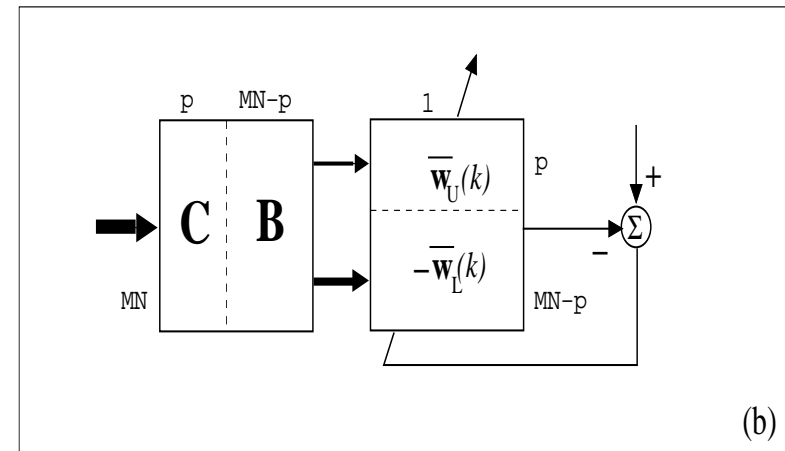 p MN-p 1
C B
w̅U(k) p
+
Σ
−
−w̅L(k)
MN MN-p
(b)